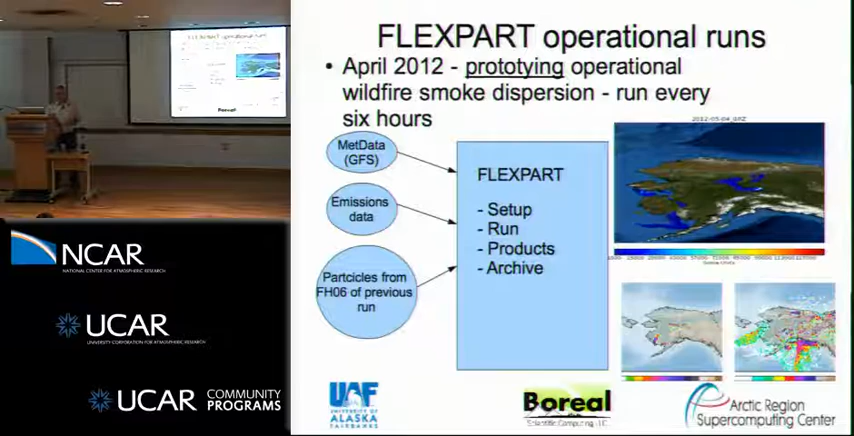 FLEXPART operational runs
• April 2012 - prototying operational
wildfire smoke dispersion - run every
six hours
MetData
(GFS)
Emissions
data
Partcicles from
FH06 of previous
run
FLEXPART
- Setup
- Run
- Products
- Archive
NCAR
NATIONAL CENTER FOR ATMOSPHERIC RESEARCH
UCAR
UNIVERSITY CORPORATION FOR ATMOSPHERIC RESEARCH
UCAR COMMUNITY
PROGRAMS
UAF
UNIVERSITY OF
ALASKA
FAIRBANKS
Boreal
Scientific Computing LLC
Arctic Region
Supercomputing Center